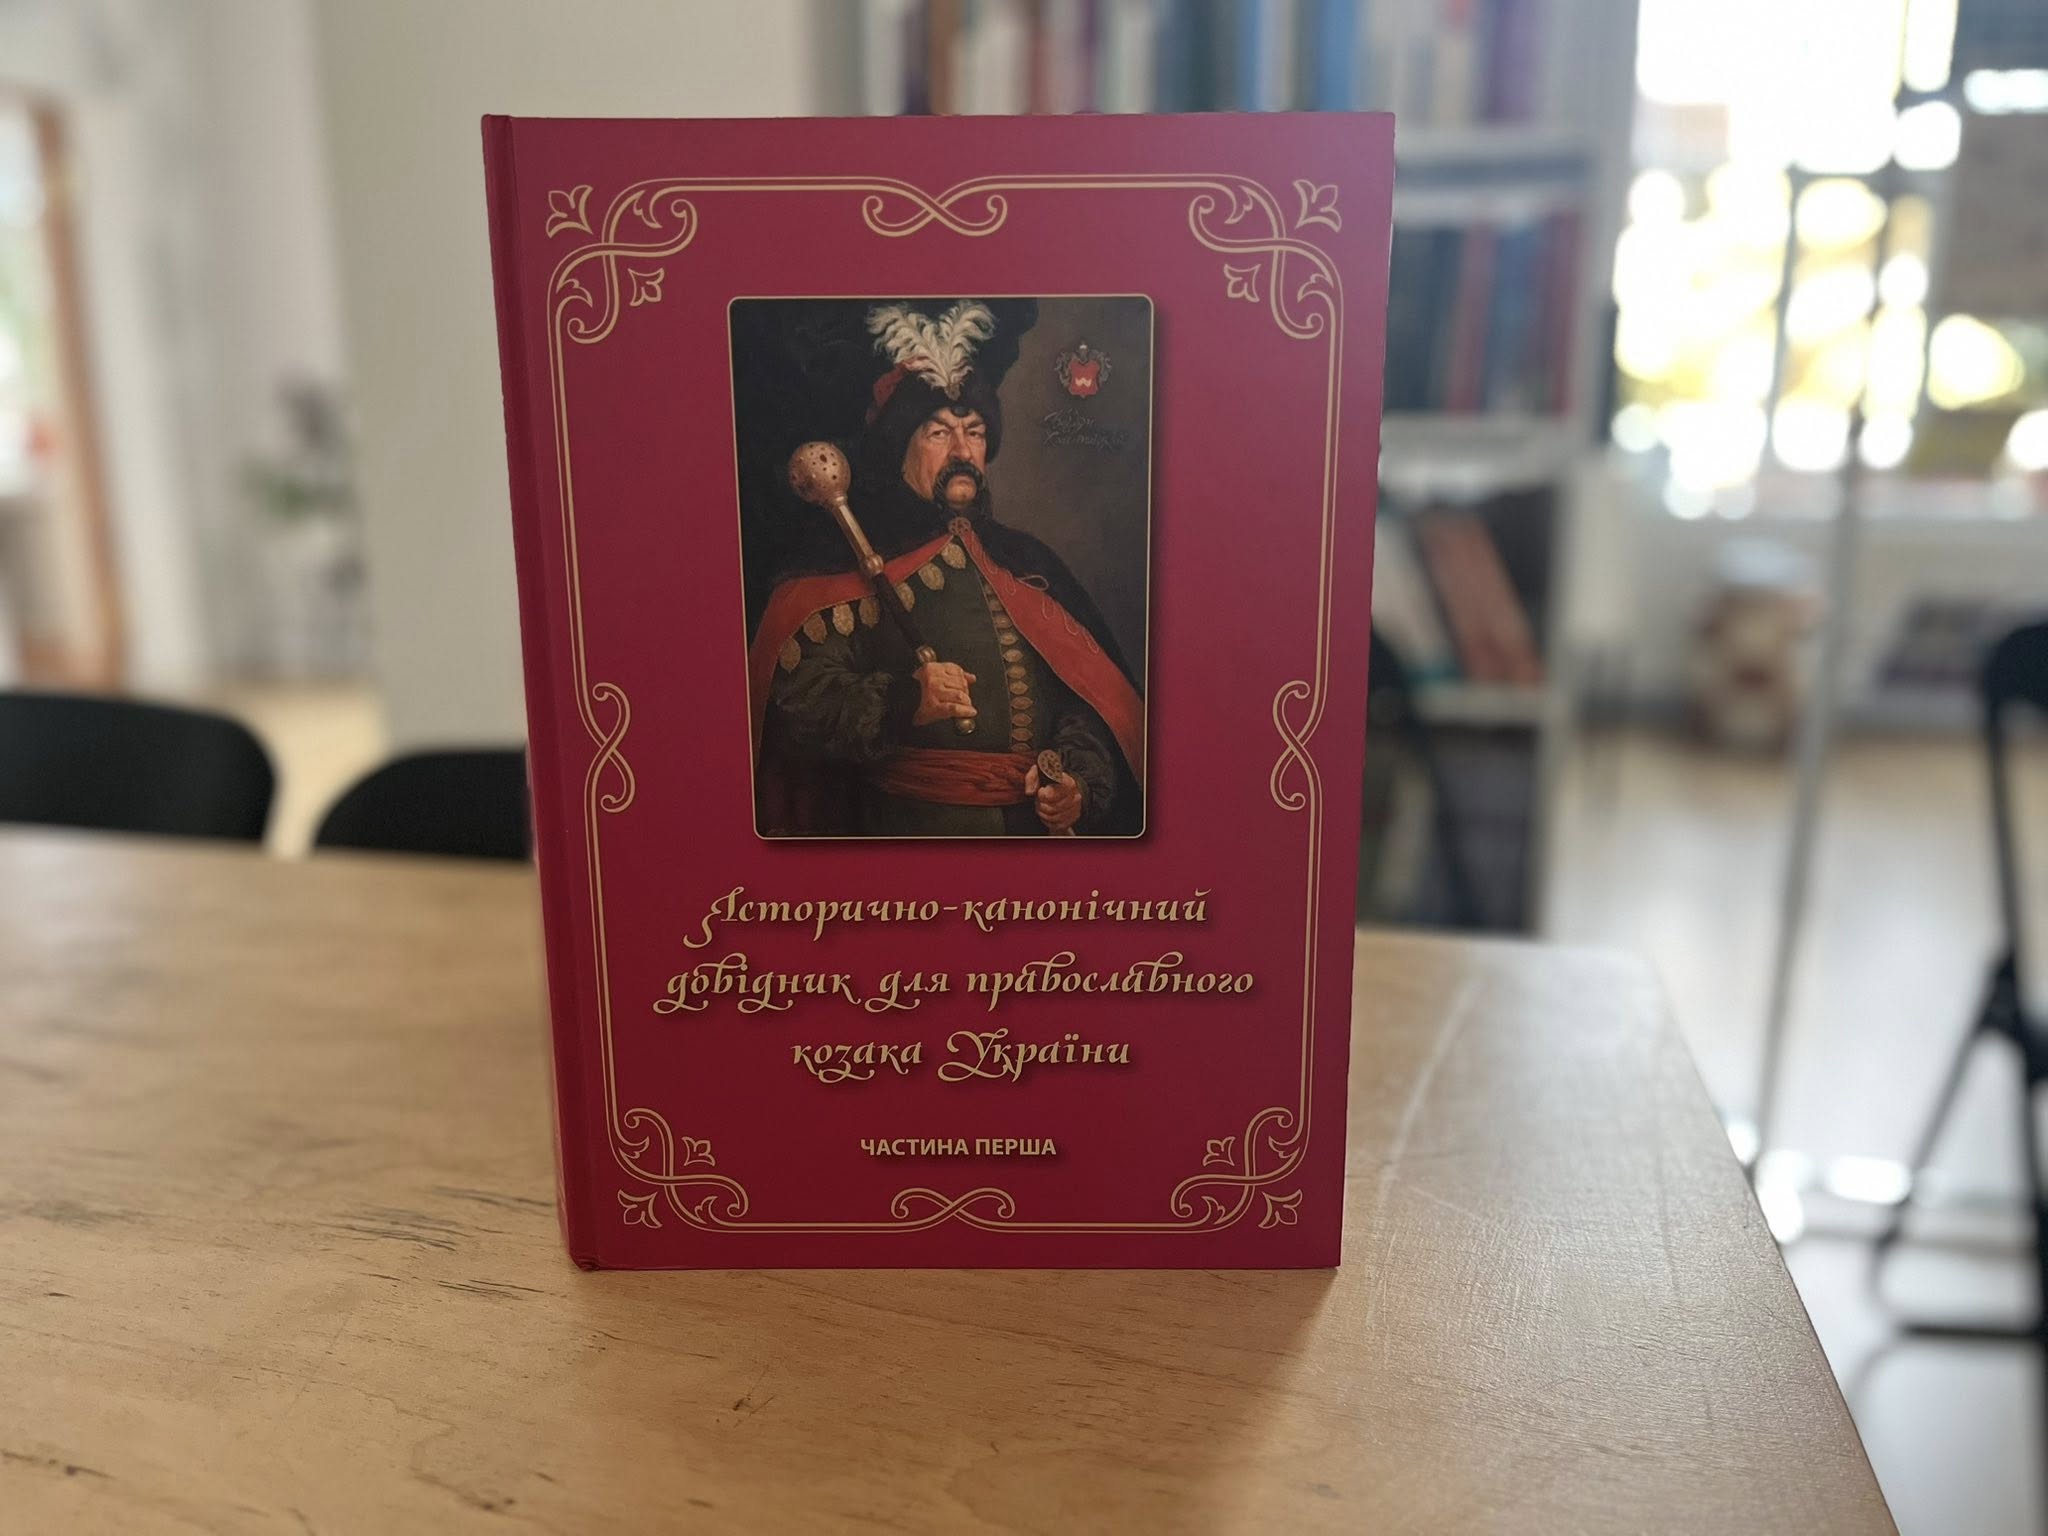 Історично-канонічний
довідник для православного
козака України
ЧАСТИНА ПЕРША